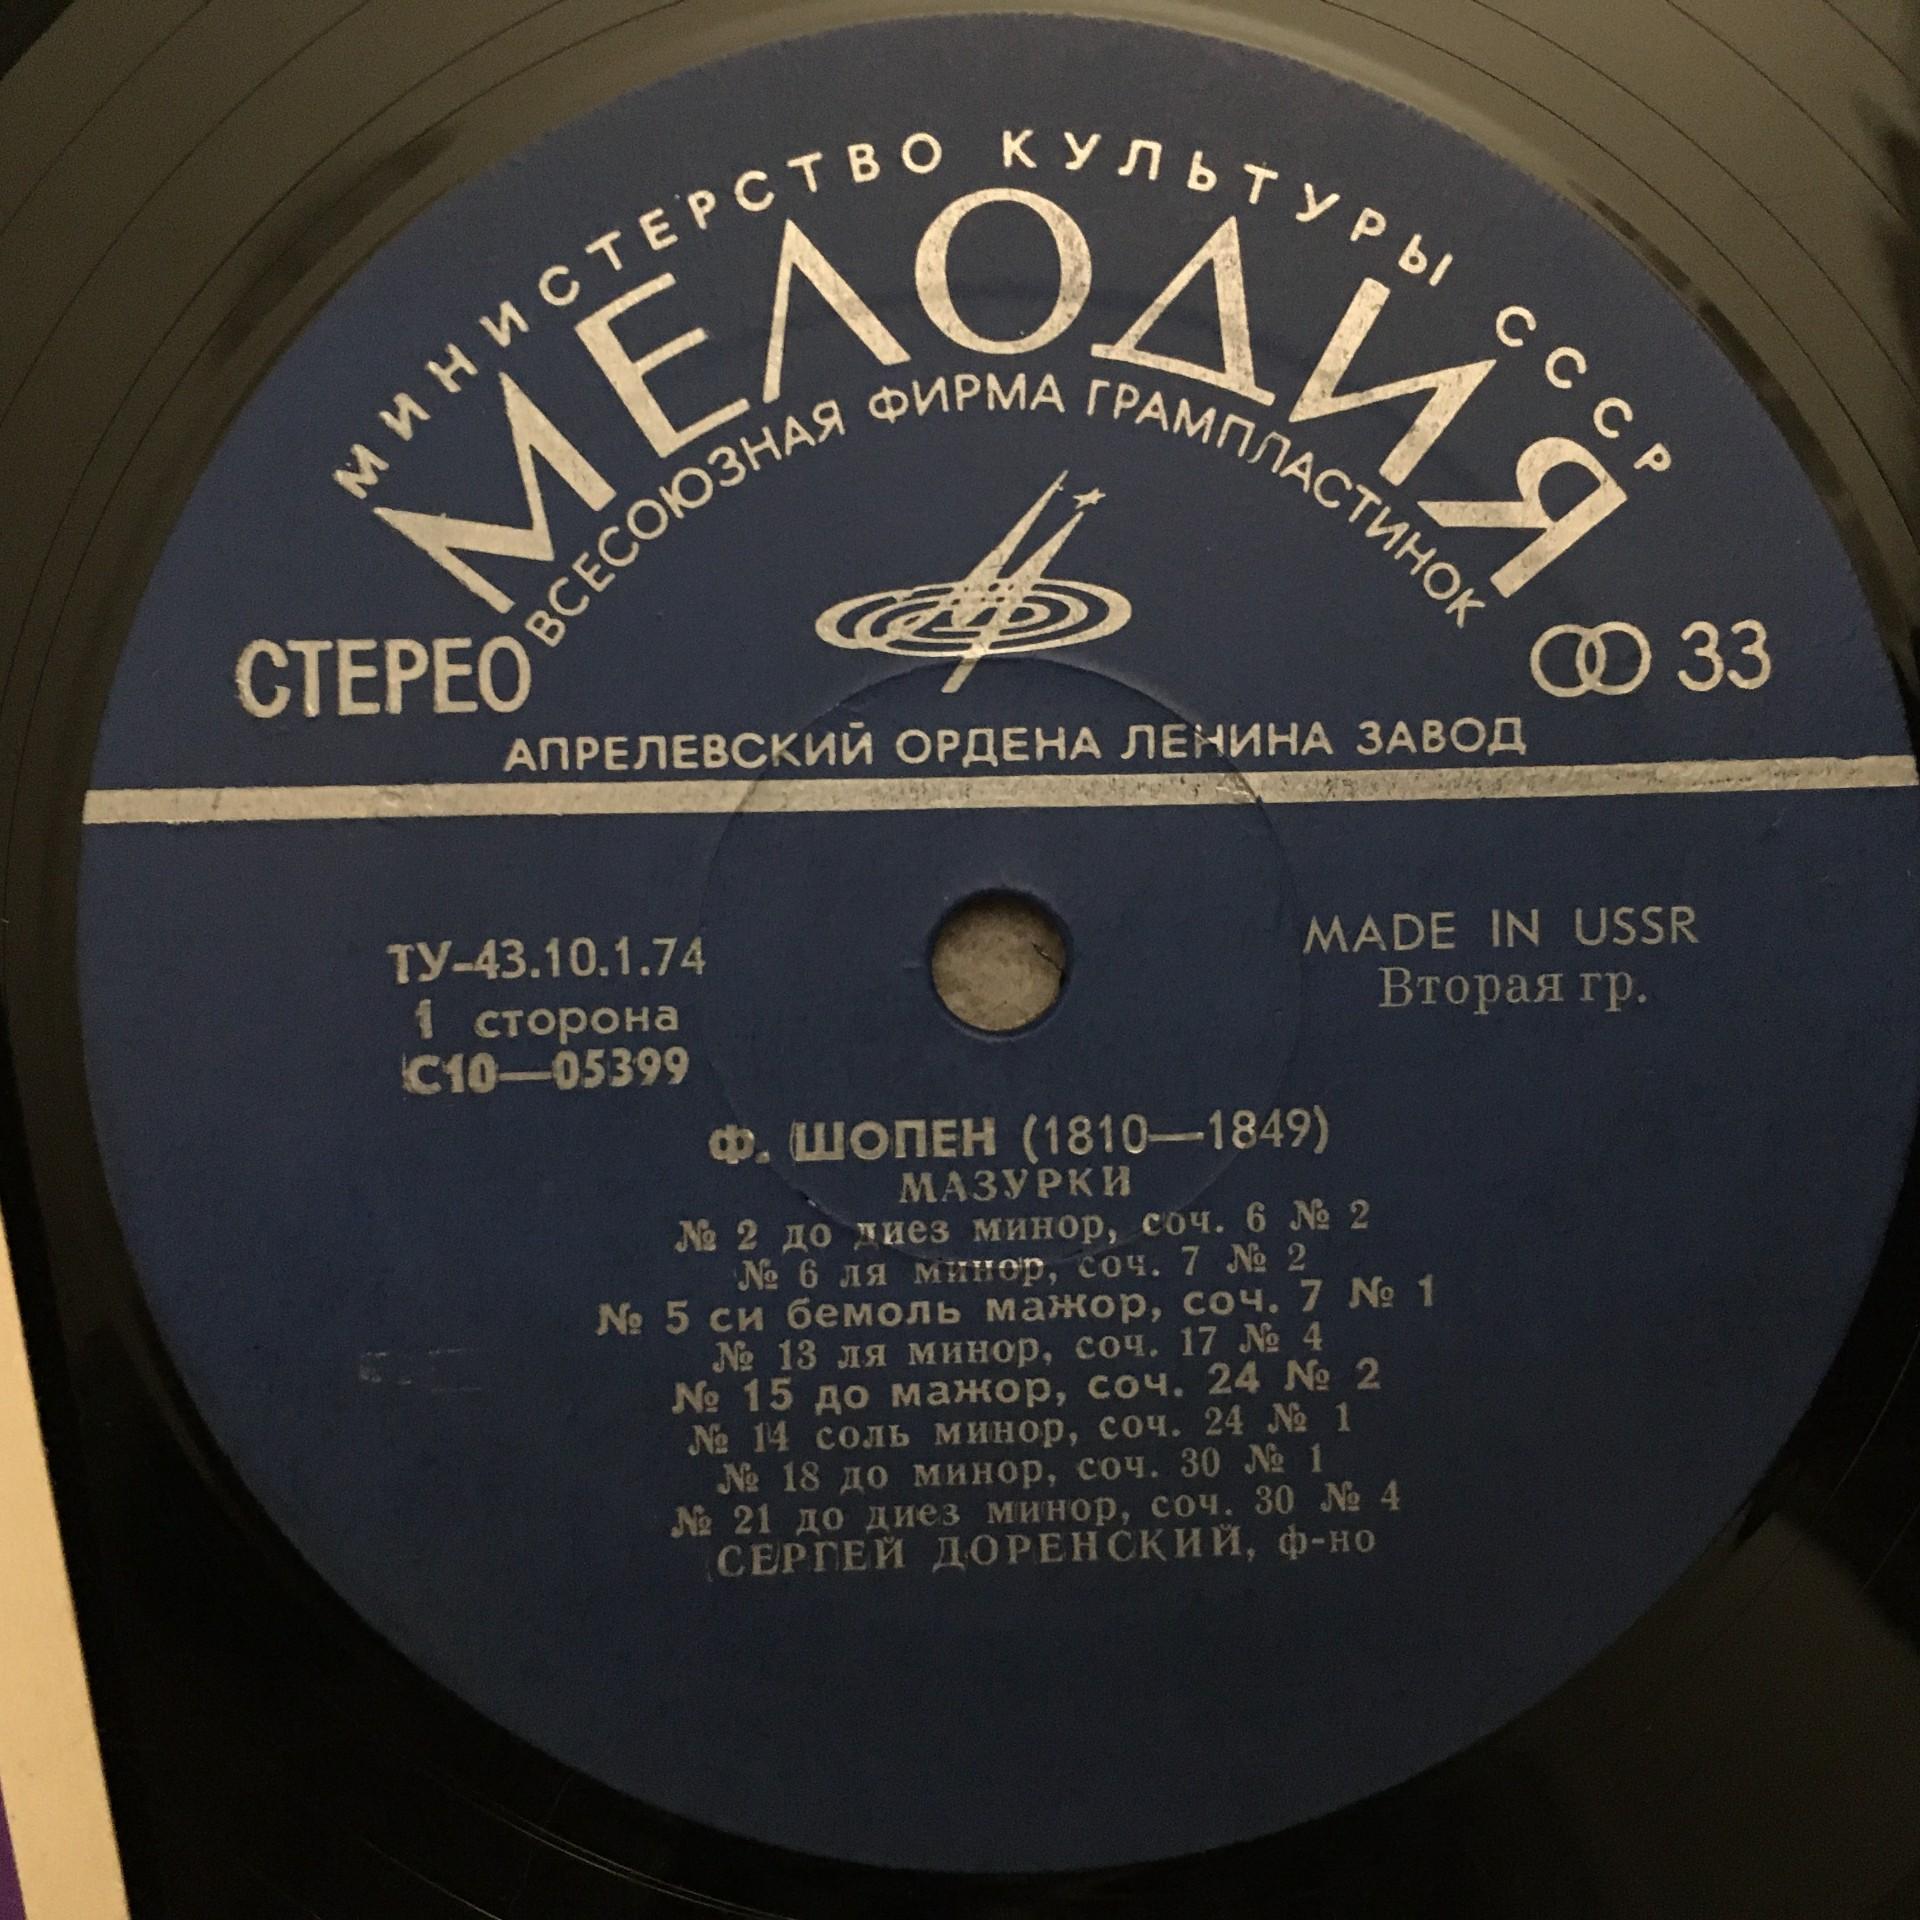 МИНИСТЕРСТВО КУЛЬТУРЫ СССР
МЕЛОДИЯ
ВСЕСОЮЗНАЯ ФИРМА ГРАМПЛАСТИНОК
СТЕРЕО
33
АПРЕЛЕВСКИЙ ОРДЕНА ЛЕНИНА ЗАВОД
ТУ-43.10.1.74
1 сторона
С10—05399
MADE IN USSR
Вторая гр.
Ф. ШОПЕН (1810—1849)
МАЗУРКИ
№ 2 до диез минор, соч. 6 № 2
№ 6 ля минор, соч. 7 № 2
№ 5 си бемоль мажор, соч. 7 № 1
№ 13 ля минор, соч. 17 № 4
№ 15 до мажор, соч. 24 № 2
№ 14 соль минор, соч. 24 № 1
№ 18 до минор, соч. 30 № 1
№ 21 до диез минор, соч. 30 № 4
СЕРГЕЙ ДОРЕНСКИЙ, ф-но